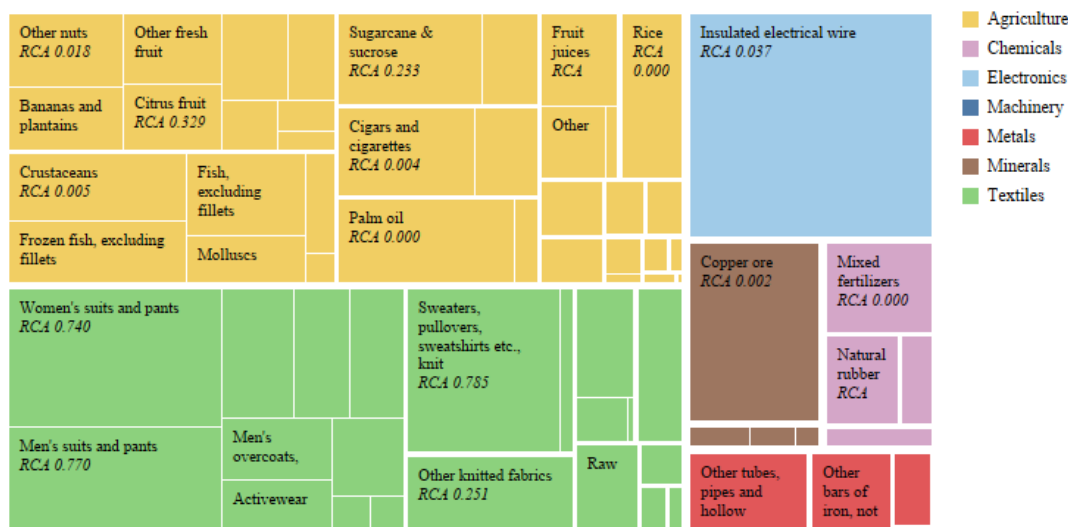 Other nuts
RCA 0.018
Other fresh
fruit
Bananas and
plantains
Citrus fruit
RCA 0.329
Sugarcane &
sucrose
RCA 0.233
Cigars and
cigarettes
RCA 0.004
Palm oil
RCA 0.000
Fruit
juices
RCA
Other
Rice
RCA
0.000
Crustaceans
RCA 0.005
Frozen fish, excluding
fillets
Fish,
excluding
fillets
Molluscs
Women's suits and pants
RCA 0.740
Men's suits and pants
RCA 0.770
Men's
overcoats,
Activewear
Sweaters,
pullovers,
sweatshirts etc.,
knit
RCA 0.785
Other knitted fabrics
RCA 0.251
Raw
Insulated electrical wire
RCA 0.037
Copper ore
RCA 0.002
Mixed
fertilizers
RCA 0.000
Natural
rubber
RCA
Other tubes,
pipes and
hollow
Other
bars of
iron, not
Agriculture
Chemicals
Electronics
Machinery
Metals
Minerals
Textiles